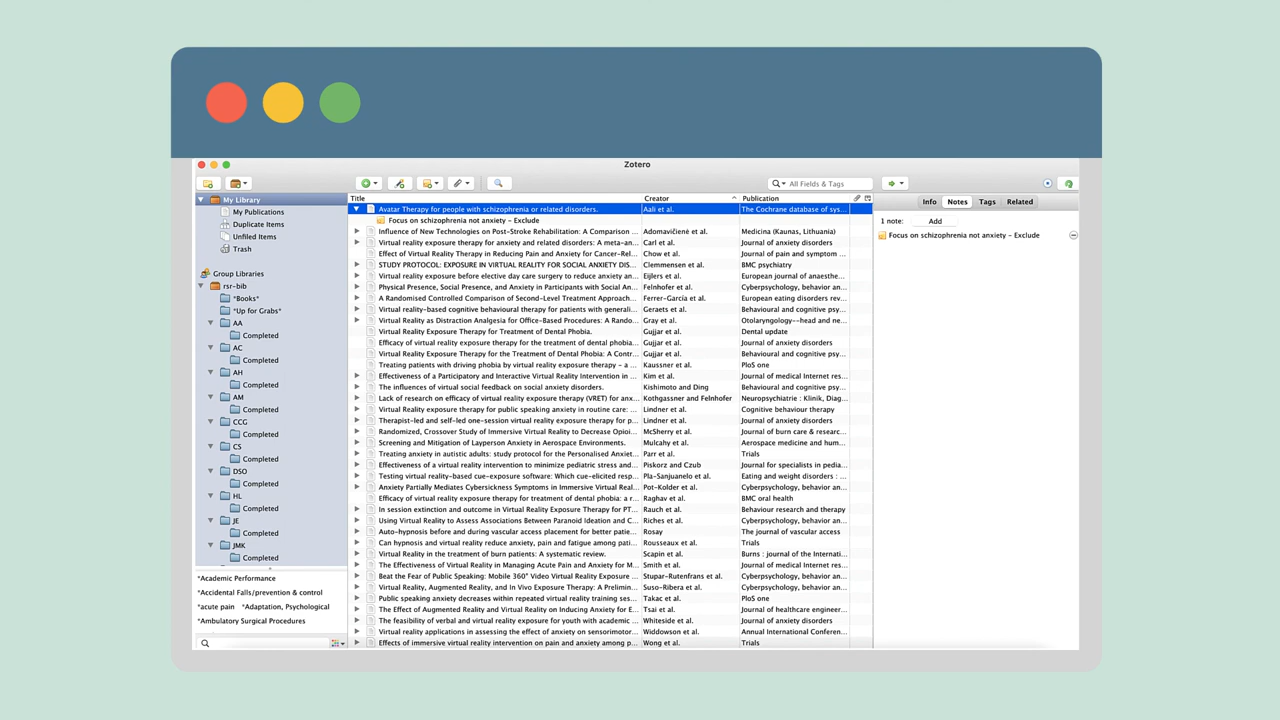 Zotero
All Fields & Tags
My Library
My Publications
Duplicate Items
Unfiled Items
Trash
Group Libraries
rsr-bib
*Books*
*Up for Grabs*
AA
Completed
AC
Completed
AH
Completed
AM
Completed
CCG
Completed
CS
Completed
DSO
Completed
HL
Completed
JE
Completed
JMK
Completed
*Academic Performance
*Accidental Falls/prevention & control
*acute pain *Adaptation, Psychological
*Ambulatory Surgical Procedures
Title Creator Publication
Avatar Therapy for people with schizophrenia or related disorders. Aali et al. The Cochrane database of sys...
Focus on schizophrenia not anxiety - Exclude
Influence of New Technologies on Post-Stroke Rehabilitation: A Comparison ... Adomavičienė et al. Medicina (Kaunas, Lithuania)
Virtual reality exposure therapy for anxiety and related disorders: A meta-an... Carl et al. Journal of anxiety disorders
Effect of Virtual Reality Therapy in Reducing Pain and Anxiety for Cancer-Rel... Chow et al. Journal of pain and symptom ...
STUDY PROTOCOL: EXPOSURE IN VIRTUAL REALITY FOR SOCIAL ANXIETY DIS... Clemmensen et al. BMC psychiatry
Virtual reality exposure before elective day care surgery to reduce anxiety an... Eijlers et al. European journal of anaesthe...
Physical Presence, Social Presence, and Anxiety in Participants with Social An... Felnhofer et al. Cyberpsychology, behavior an...
A Randomised Controlled Comparison of Second-Level Treatment Approach... Ferrer-García et al. European eating disorders rev...
Virtual reality-based cognitive behavioural therapy for patients with generali... Geraets et al. Behavioural and cognitive psy...
Virtual Reality as Distraction Analgesia for Office-Based Procedures: A Rando... Gray et al. Otolaryngology--head and ne...
Virtual Reality Exposure Therapy for Treatment of Dental Phobia. Gujjar et al. Dental update
Efficacy of virtual reality exposure therapy for the treatment of dental phobi... Gujjar et al. Journal of anxiety disorders
Virtual Reality Exposure Therapy for the Treatment of Dental Phobia: A Contr... Gujjar et al. Behavioural and cognitive psy...
Treating patients with driving phobia by virtual reality exposure therapy - a ... Kaussner et al. PloS one
Effectiveness of a Participatory and Interactive Virtual Reality Intervention in ... Kim et al. Journal of medical Internet res...
The influences of virtual social feedback on social anxiety disorders. Kishimoto and Ding Behavioural and cognitive psy...
Lack of research on efficacy of virtual reality exposure therapy (VRET) for anx... Kothgassner and Felnhofer Neuropsychiatrie : Klinik, Diag...
Virtual Reality exposure therapy for public speaking anxiety in routine care: ... Lindner et al. Cognitive behaviour therapy
Therapist-led and self-led one-session virtual reality exposure therapy for p... Lindner et al. Journal of anxiety disorders
Randomized, Crossover Study of Immersive Virtual Reality to Decrease Opioi... McSherry et al. Journal of burn care & resear...
Screening and Mitigation of Layperson Anxiety in Aerospace Environments. Mulcahy et al. Aerospace medicine and hum...
Treating anxiety in autistic adults: study protocol for the Personalised Anxiet... Parr et al. Trials
Effectiveness of a virtual reality intervention to minimize pediatric stress and... Piskorz and Czub Journal for specialists in pedia...
Testing virtual reality-based cue-exposure software: Which cue-elicited resp... Pla-Sanjuanelo et al. Eating and weight disorders : ...
Anxiety Partially Mediates Cybersickness Symptoms in Immersive Virtual Real... Pot-Kolder et al. Cyberpsychology, behavior an...
Efficacy of virtual reality exposure therapy for treatment of dental phobia: a r... Raghav et al. BMC oral health
In session extinction and outcome in Virtual Reality Exposure Therapy for PT... Rauch et al. Behaviour research and therapy
Using Virtual Reality to Assess Associations Between Paranoid Ideation and C... Riches et al. Cyberpsychology, behavior an...
Auto-hypnosis before and during vascular access placement for better patie... Rosay The journal of vascular access
Can hypnosis and virtual reality reduce anxiety, pain and fatigue among pati... Rousseaux et al. Trials
Virtual Reality in the treatment of burn patients: A systematic review. Scapin et al. Burns : journal of the Internati...
The Effectiveness of Virtual Reality in Managing Acute Pain and Anxiety for M... Smith et al. Journal of medical Internet res...
Beat the Fear of Public Speaking: Mobile 360° Video Virtual Reality Exposure ... Stupar-Rutenfrans et al. Cyberpsychology, behavior an...
Virtual Reality, Augmented Reality, and In Vivo Exposure Therapy: A Prelimin... Suso-Ribera et al. Cyberpsychology, behavior an...
Public speaking anxiety decreases within repeated virtual reality training ses... Takac et al. PloS one
The Effect of Augmented Reality and Virtual Reality on Inducing Anxiety for E... Tsai et al. Journal of healthcare engineer...
The feasibility of verbal and virtual reality exposure for youth with academic ... Whiteside et al. Journal of anxiety disorders
Virtual reality applications in assessing the effect of anxiety on sensorimotor... Widdowson et al. Annual International Conferen...
Effects of immersive virtual reality intervention on pain and anxiety among p... Wong et al. Trials
Info Notes Tags Related
1 note: Add
Focus on schizophrenia not anxiety - Exclude